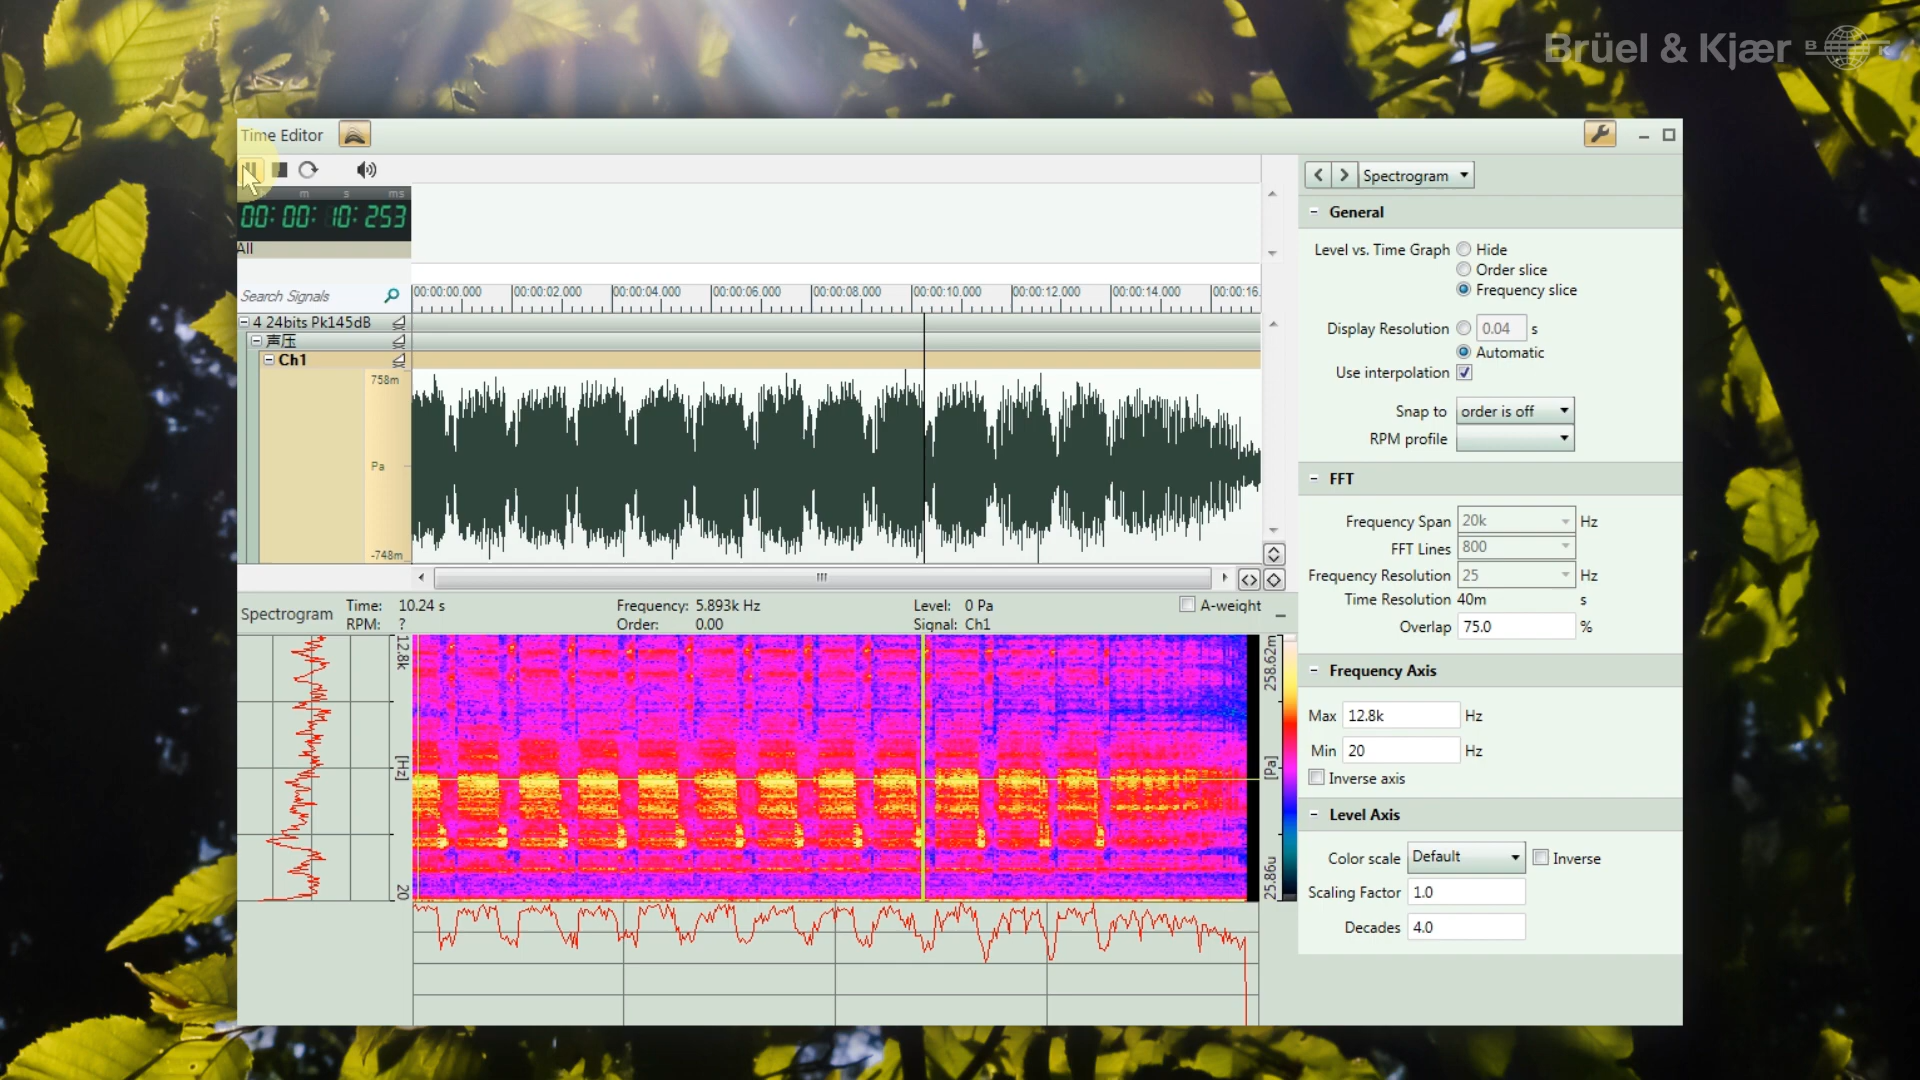 Brüel & Kjær B K
Time Editor
m s ms
00: 00: 10: 253
All
Search Signals
00:00:00.000 00:00:02.000 00:00:04.000 00:00:06.000 00:00:08.000 00:00:10.000 00:00:12.000 00:00:14.000 00:00:16.
4 24bits Pk145dB
声圧
Ch1
758m
Pa
-748m
Spectrogram
Time: 10.24 s Frequency: 5.893k Hz Level: 0 Pa A-weight
RPM: ? Order: 0.00 Signal: Ch1
12.8k
[Hz]
20
258.62m
[Pa]
25.86u
Spectrogram
General
Level vs. Time Graph Hide
Order slice
Frequency slice
Display Resolution 0.04 s
Automatic
Use interpolation
Snap to order is off
RPM profile
FFT
Frequency Span 20k Hz
FFT Lines 800
Frequency Resolution 25 Hz
Time Resolution 40m s
Overlap 75.0 %
Frequency Axis
Max 12.8k Hz
Min 20 Hz
Inverse axis
Level Axis
Color scale Default Inverse
Scaling Factor 1.0
Decades 4.0